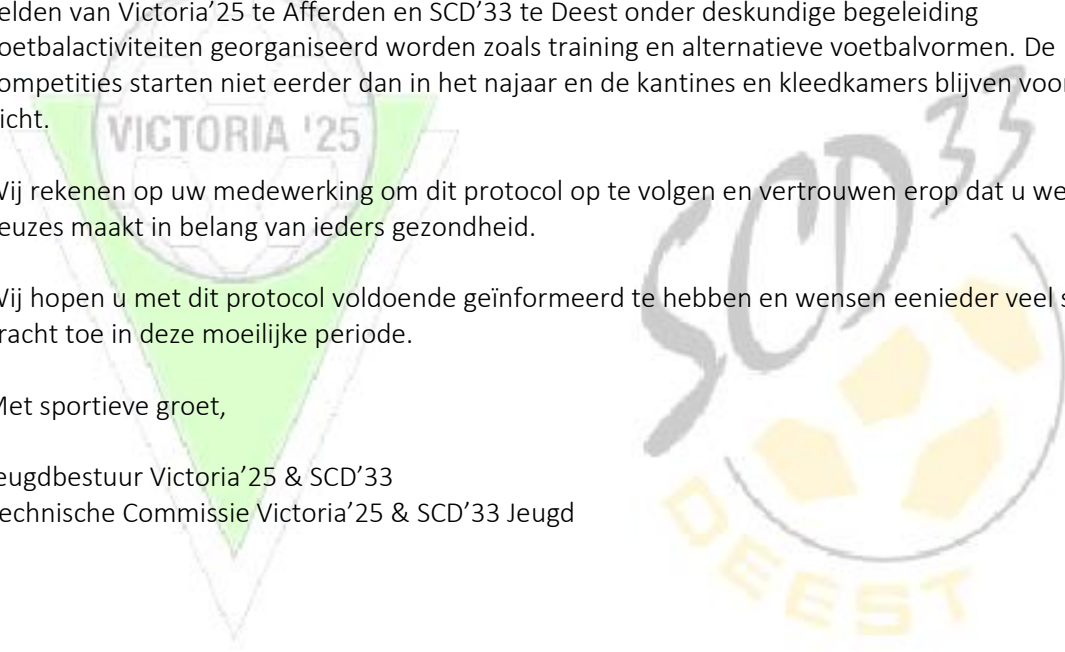 elden van Victoria’25 te Afferden en SCD’33 te Deest onder deskundige begeleiding
oetbalactiviteiten georganiseerd worden zoals training en alternatieve voetbalvormen. De
ompetities starten niet eerder dan in het najaar en de kantines en kleedkamers blijven voor
icht.
VICTORIA '25
SCD'33
Wij rekenen op uw medewerking om dit protocol op te volgen en vertrouwen erop dat u we
euzes maakt in belang van ieders gezondheid.
Wij hopen u met dit protocol voldoende geïnformeerd te hebben en wensen eenieder veel s
racht toe in deze moeilijke periode.
Met sportieve groet,
eugdbestuur Victoria’25 & SCD’33
echnische Commissie Victoria’25 & SCD’33 Jeugd
DEEST